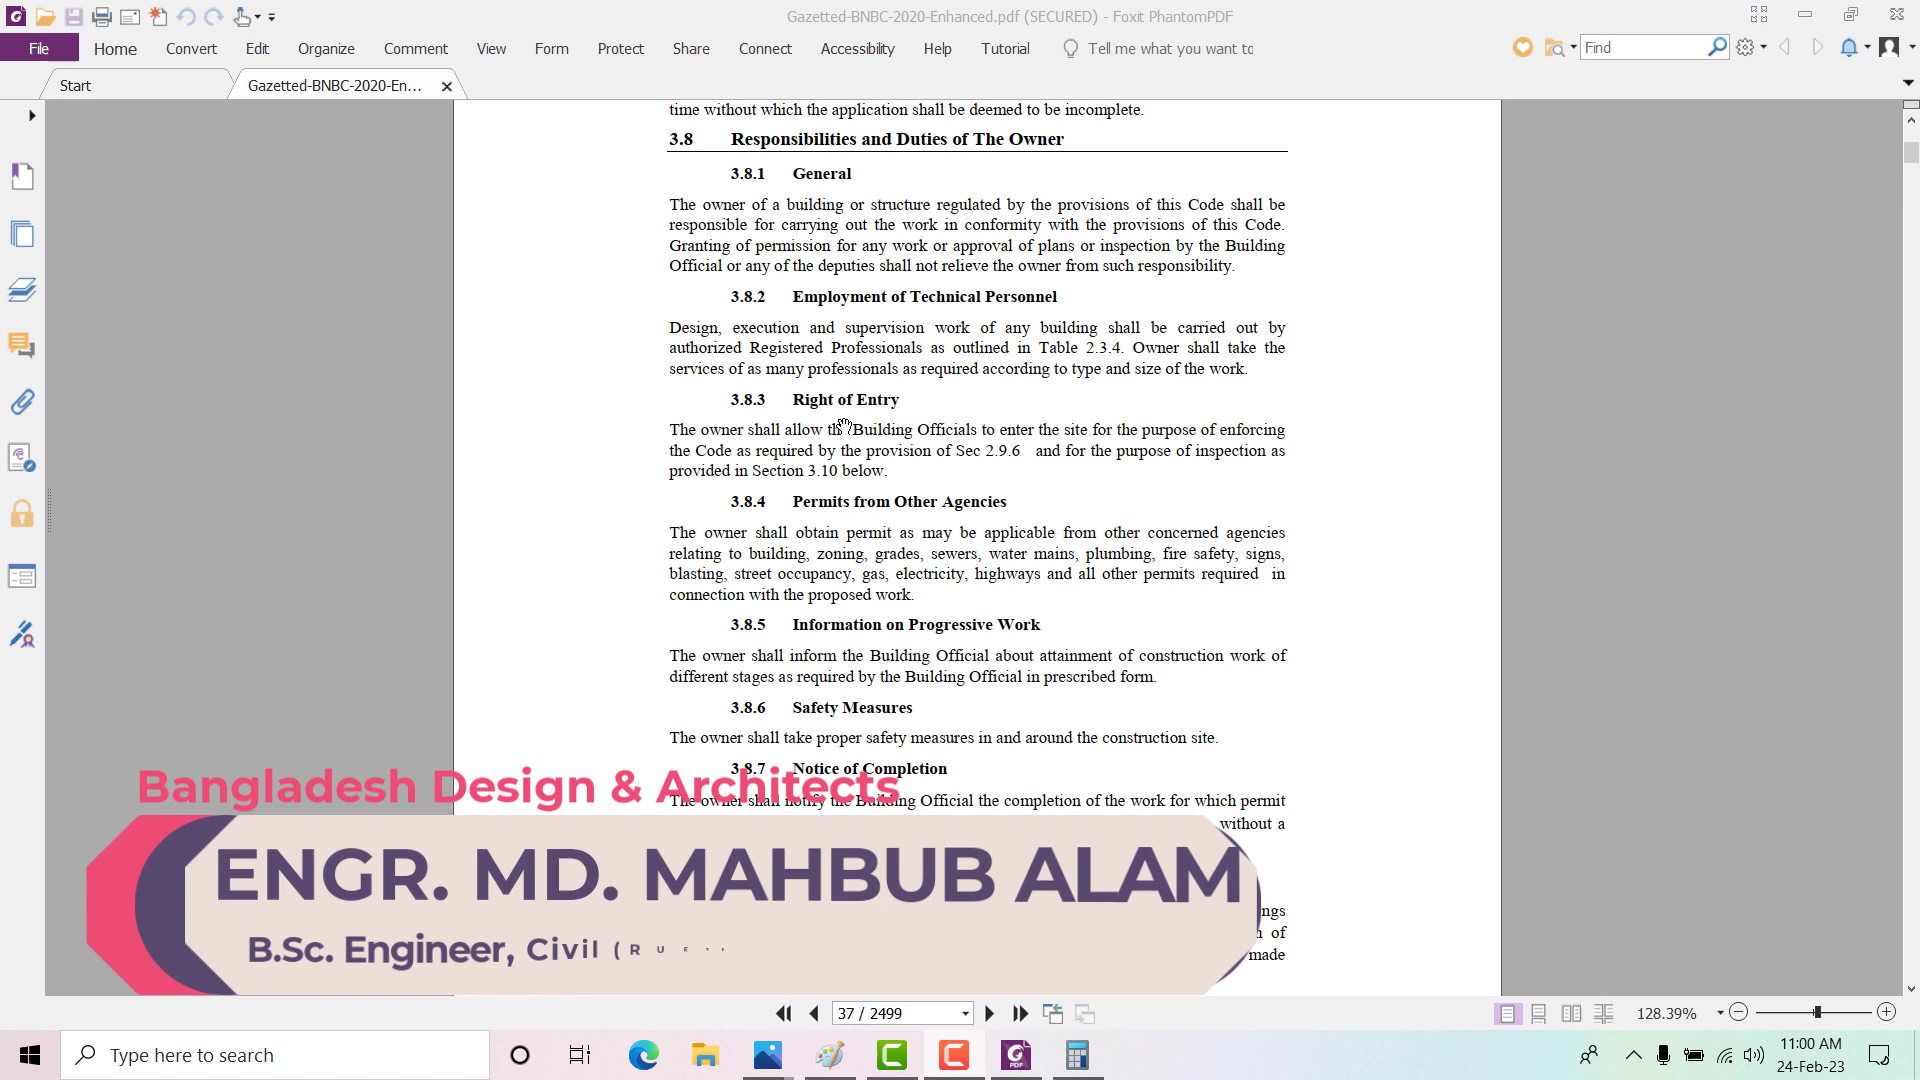 Gazetted-BNBC-2020-Enhanced.pdf (SECURED) - Foxit PhantomPDF
File Home Convert Edit Organize Comment View Form Protect Share Connect Accessibility Help Tutorial Tell me what you want to Find
Start Gazetted-BNBC-2020-En...
time without which the application shall be deemed to be incomplete.
3.8 Responsibilities and Duties of The Owner
3.8.1 General
The owner of a building or structure regulated by the provisions of this Code shall be
responsible for carrying out the work in conformity with the provisions of this Code.
Granting of permission for any work or approval of plans or inspection by the Building
Official or any of the deputies shall not relieve the owner from such responsibility.
3.8.2 Employment of Technical Personnel
Design, execution and supervision work of any building shall be carried out by
authorized Registered Professionals as outlined in Table 2.3.4. Owner shall take the
services of as many professionals as required according to type and size of the work.
3.8.3 Right of Entry
The owner shall allow the Building Officials to enter the site for the purpose of enforcing
the Code as required by the provision of Sec 2.9.6 and for the purpose of inspection as
provided in Section 3.10 below.
3.8.4 Permits from Other Agencies
The owner shall obtain permit as may be applicable from other concerned agencies
relating to building, zoning, grades, sewers, water mains, plumbing, fire safety, signs,
blasting, street occupancy, gas, electricity, highways and all other permits required in
connection with the proposed work.
3.8.5 Information on Progressive Work
The owner shall inform the Building Official about attainment of construction work of
different stages as required by the Building Official in prescribed form.
3.8.6 Safety Measures
The owner shall take proper safety measures in and around the construction site.
3.8.7 Notice of Completion
Bangladesh Design & Architects
The owner shall notify the Building Official the completion of the work for which permit
without a
ENGR. MD. MAHBUB ALAM
B.Sc. Engineer, Civil ( R U E T
of
made
37 / 2499 128.39%
Type here to search
11:00 AM
24-Feb-23